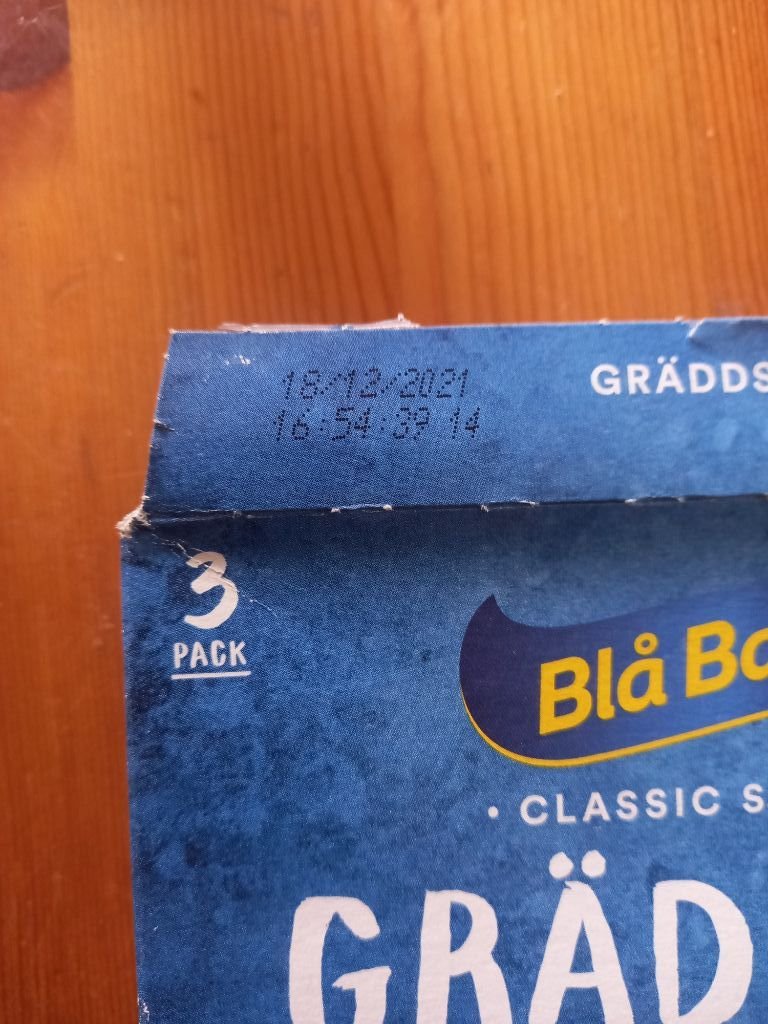 18/12/2021
16:54:39 14
GRÄDDS
3
PACK
Blå Ba
• CLASSIC S
GRÄD